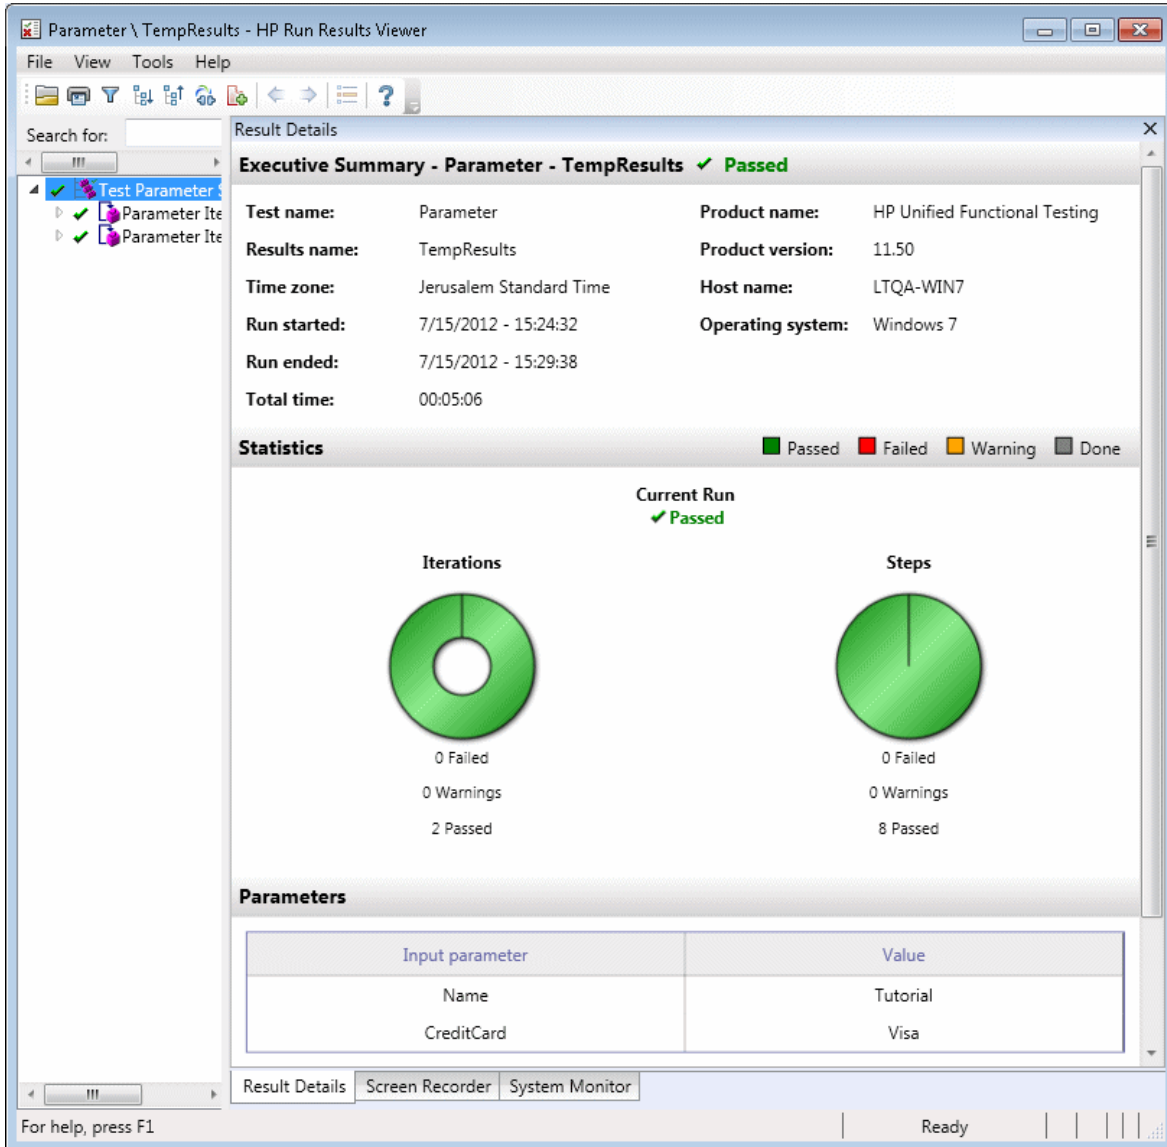 Parameter \ TempResults - HP Run Results Viewer
File View Tools Help
Search for:
Test Parameter S
Parameter Ite
Parameter Ite
Result Details
Executive Summary - Parameter - TempResults ✔ Passed
Test name: Parameter Product name: HP Unified Functional Testing
Results name: TempResults Product version: 11.50
Time zone: Jerusalem Standard Time Host name: LTQA-WIN7
Run started: 7/15/2012 - 15:24:32 Operating system: Windows 7
Run ended: 7/15/2012 - 15:29:38
Total time: 00:05:06
Statistics Passed Failed Warning Done
Current Run
✔ Passed
Iterations Steps
0 Failed 0 Failed
0 Warnings 0 Warnings
2 Passed 8 Passed
Parameters
Input parameter Value
Name Tutorial
CreditCard Visa
Result Details Screen Recorder System Monitor
For help, press F1 Ready